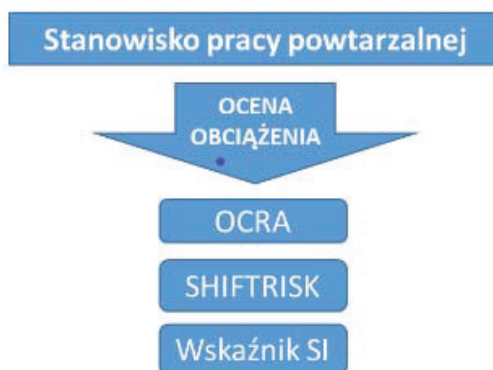 Stanowisko pracy powtarzalnej
OCENA
OBCIĄŻENIA
OCRA
SHIFTRISK
Wskaźnik SI